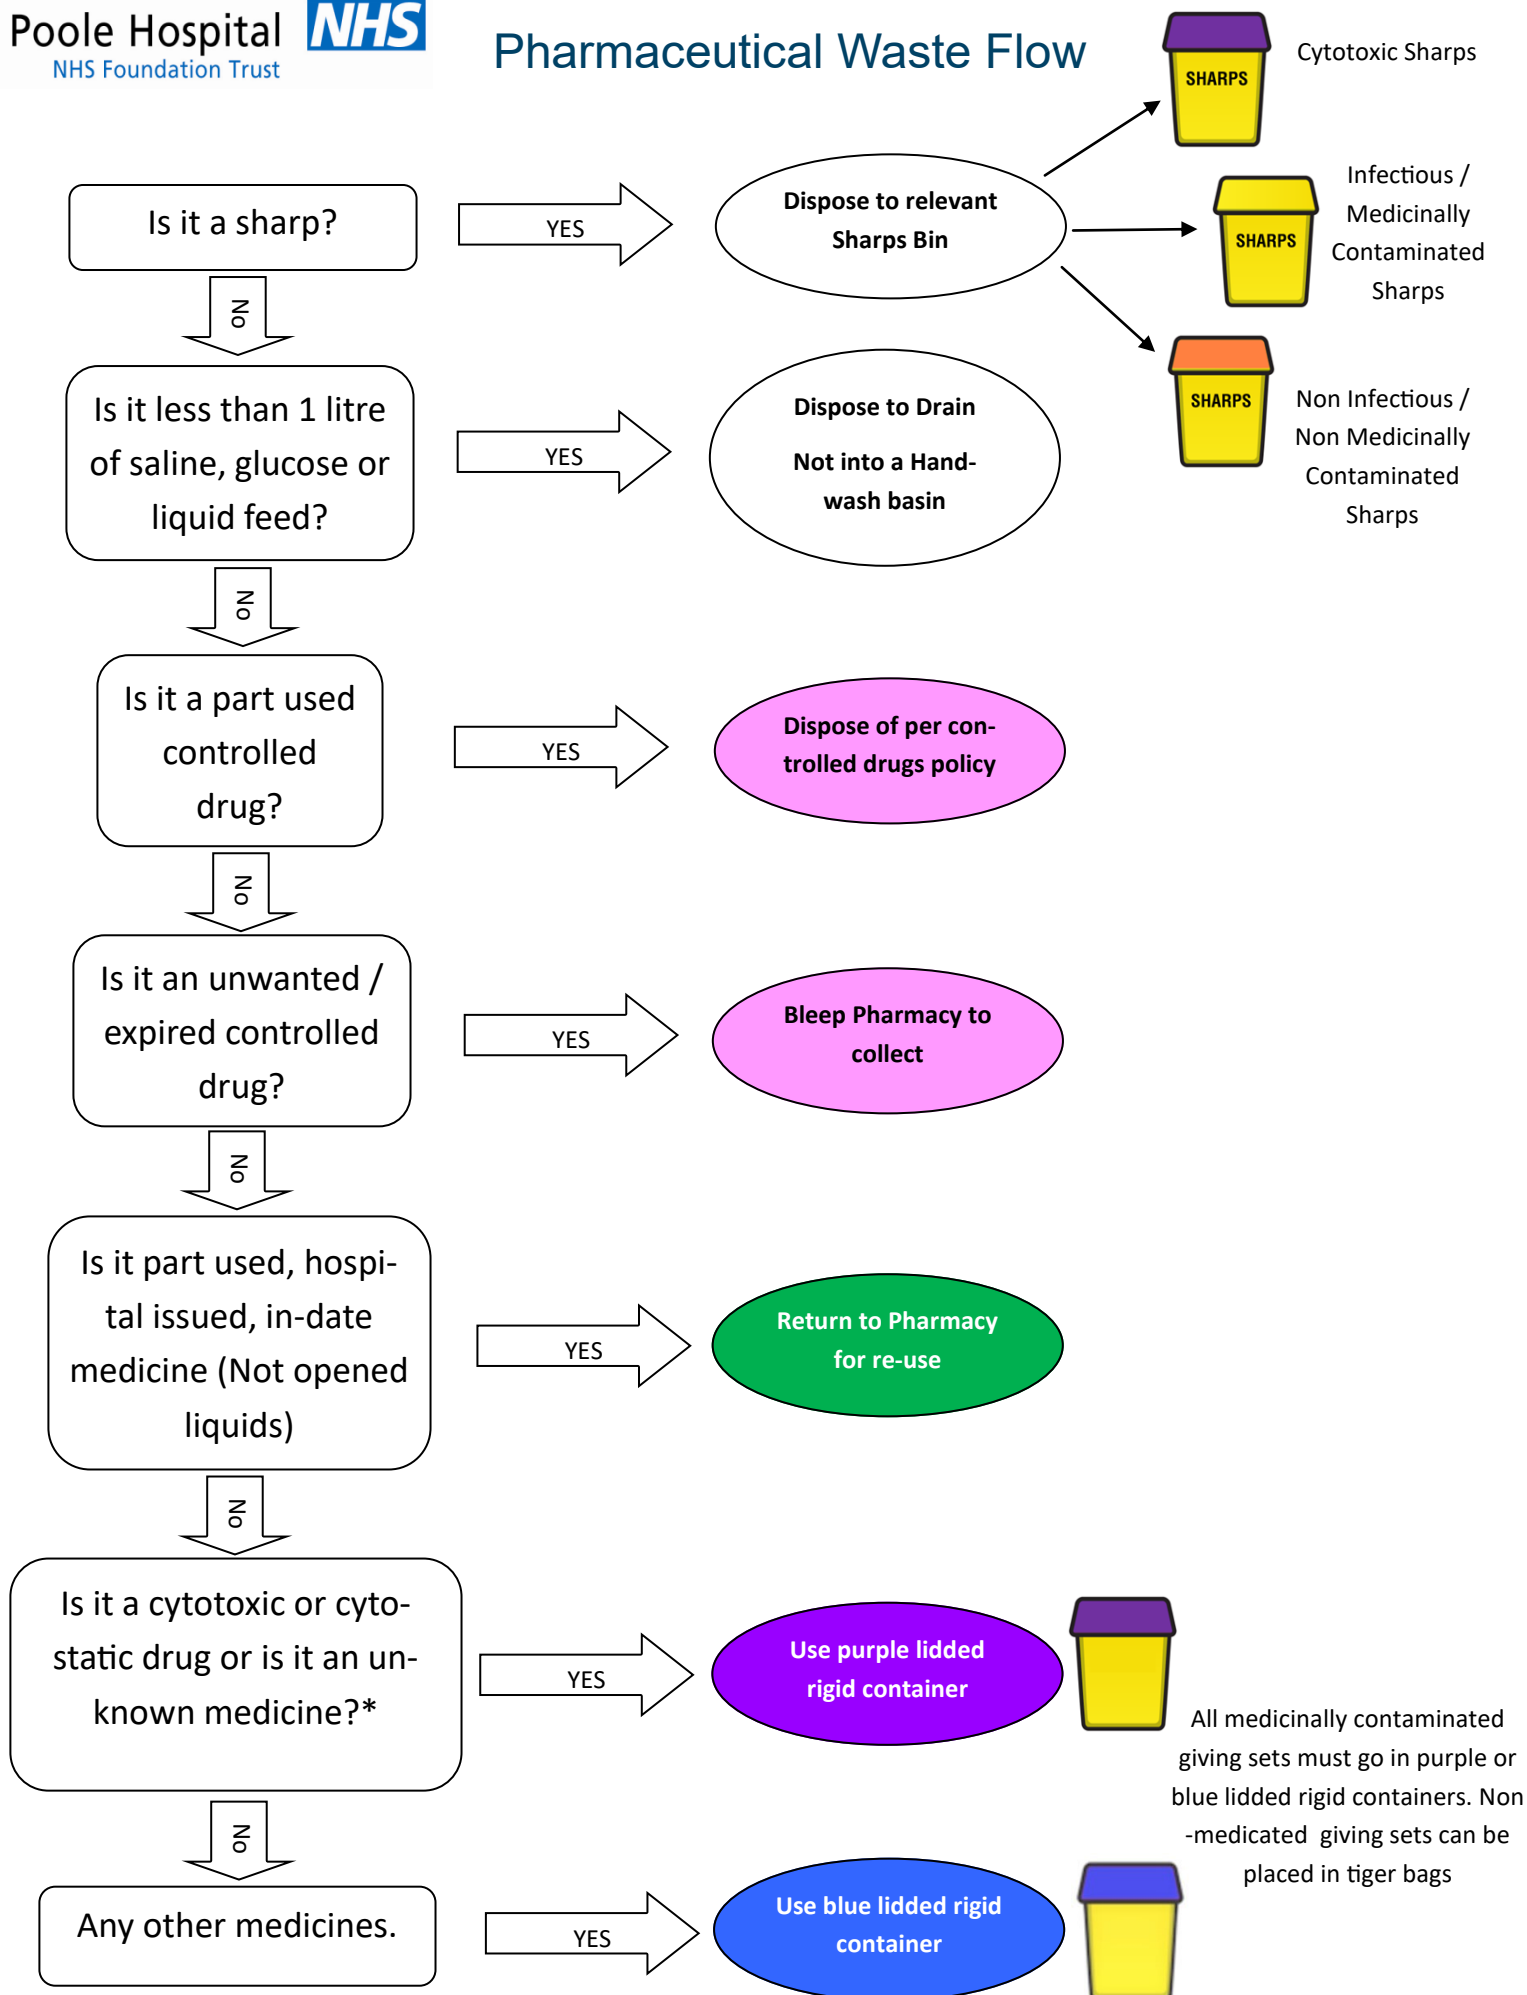 Poole Hospital NHS
NHS Foundation Trust
Pharmaceutical Waste Flow
SHARPS
Cytotoxic Sharps
Is it a sharp?
YES
Dispose to relevant
Sharps Bin
SHARPS
Infectious /
Medicinally
Contaminated
Sharps
No
SHARPS
Non Infectious /
Non Medicinally
Contaminated
Sharps
Is it less than 1 litre
of saline, glucose or
liquid feed?
YES
Dispose to Drain
Not into a Hand-
wash basin
No
Is it a part used
controlled
drug?
YES
Dispose of per con-
trolled drugs policy
No
Is it an unwanted /
expired controlled
drug?
YES
Bleep Pharmacy to
collect
No
Is it part used, hospi-
tal issued, in-date
medicine (Not opened
liquids)
YES
Return to Pharmacy
for re-use
No
Is it a cytotoxic or cyto-
static drug or is it an un-
known medicine?*
YES
Use purple lidded
rigid container
All medicinally contaminated
giving sets must go in purple or
blue lidded rigid containers. Non
-medicated giving sets can be
placed in tiger bags
No
Any other medicines.
YES
Use blue lidded rigid
container